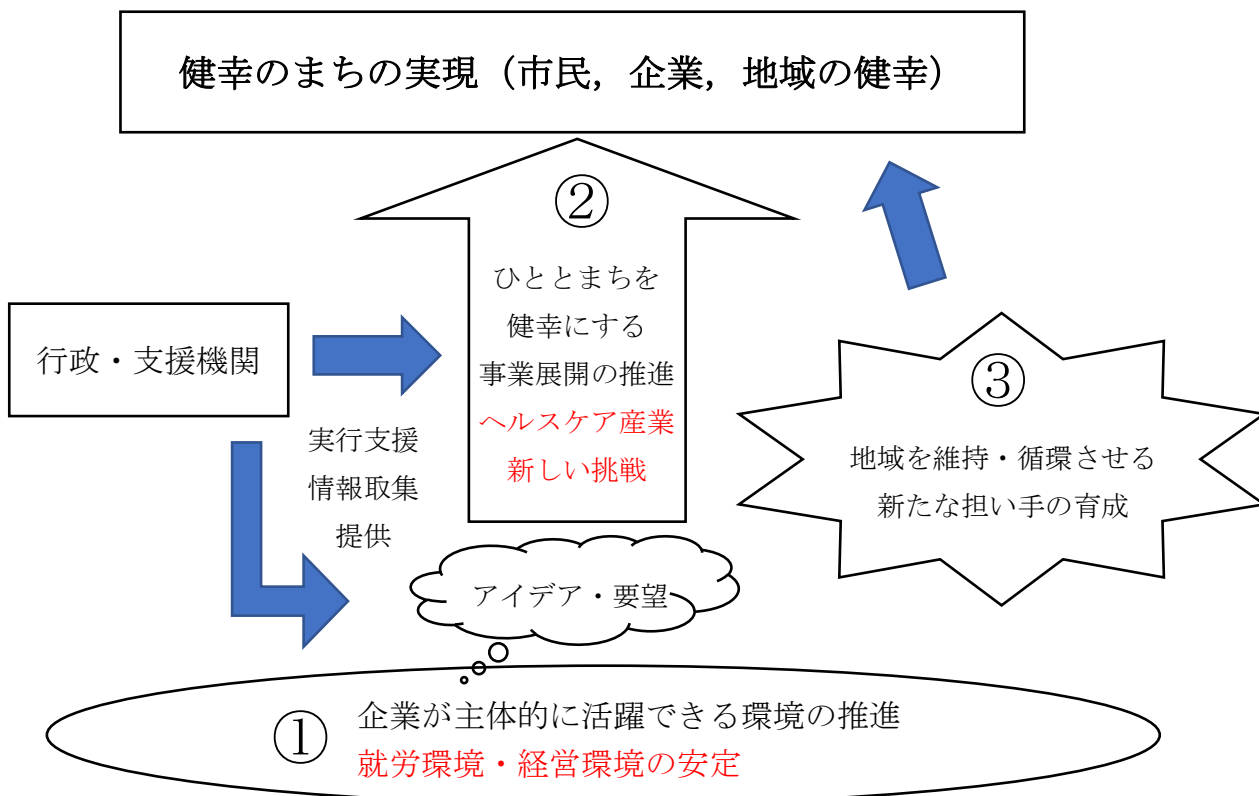 健幸のまちの実現（市民，企業，地域の健幸）
②
ひととまちを
健幸にする
事業展開の推進
ヘルスケア産業
新しい挑戦
行政・支援機関
実行支援
情報取集
提供
③
地域を維持・循環させる
新たな担い手の育成
アイデア・要望
①
企業が主体的に活躍できる環境の推進
就労環境・経営環境の安定